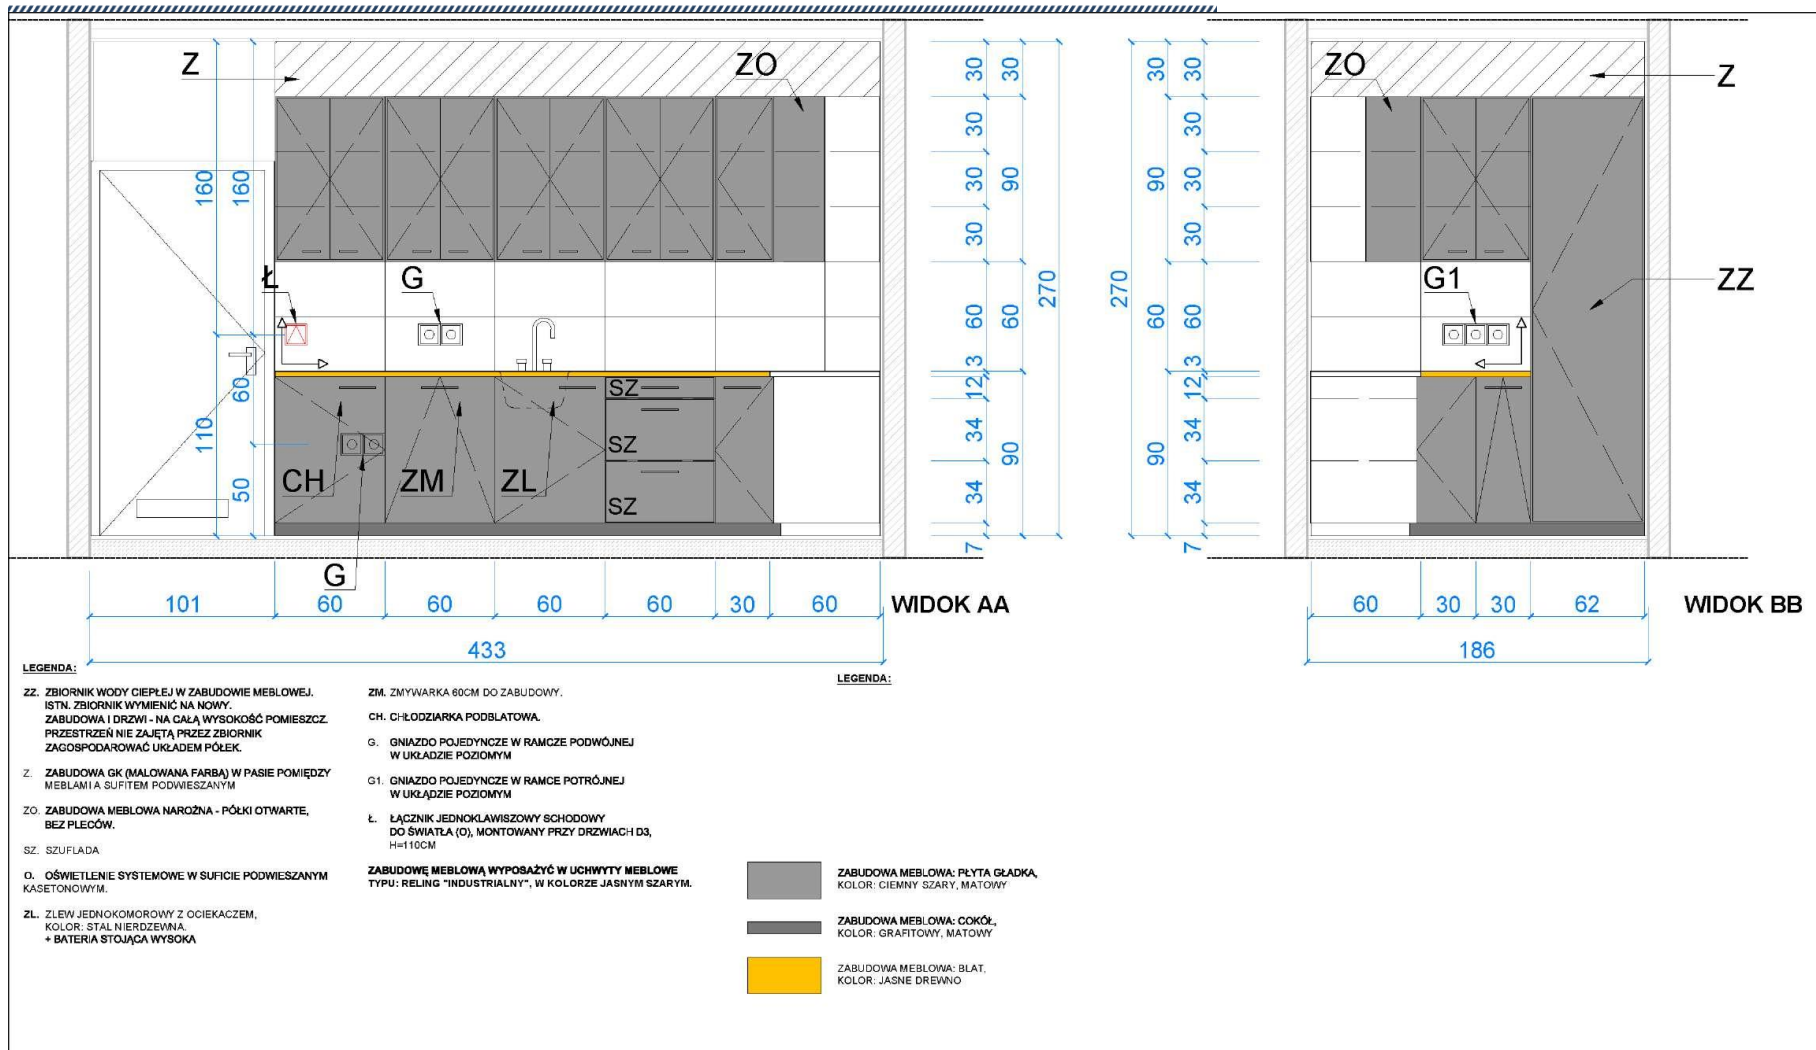 Z
ZO
ZO
Z
30
30
30
30
30
30
30
30
160
160
30
90
90
30
30
30
270
270
Ł
G
G1
ZZ
60
60
60
60
3
3
SZ
12
12
60
110
34
34
SZ
90
90
CH
ZM
ZL
50
34
34
SZ
7
7
G
101
60
60
60
60
30
60
WIDOK AA
60
30
30
62
WIDOK BB
433
186
LEGENDA:
ZZ. ZBIORNIK WODY CIEPŁEJ W ZABUDOWIE MEBLOWEJ.
ISTN. ZBIORNIK WYMIENIĆ NA NOWY.
ZABUDOWA I DRZWI - NA CAŁĄ WYSOKOŚĆ POMIESZCZ.
PRZESTRZEŃ NIE ZAJĘTĄ PRZEZ ZBIORNIK
ZAGOSPODAROWAĆ UKŁADEM PÓŁEK.
Z. ZABUDOWA GK (MALOWANA FARBĄ) W PASIE POMIĘDZY
MEBLAMI A SUFITEM PODWIESZANYM
ZO. ZABUDOWA MEBLOWA NAROŻNA - PÓŁKI OTWARTE,
BEZ PLECÓW.
SZ. SZUFLADA
O. OŚWIETLENIE SYSTEMOWE W SUFICIE PODWIESZANYM
KASETONOWYM.
ZL. ZLEW JEDNOKOMOROWY Z OCIEKACZEM,
KOLOR: STAL NIERDZEWNA.
+ BATERIA STOJĄCA WYSOKA
ZM. ZMYWARKA 60CM DO ZABUDOWY.
CH. CHŁODZIARKA PODBLATOWA.
G. GNIAZDO POJEDYNCZE W RAMCZE PODWÓJNEJ
W UKŁADZIE POZIOMYM
G1. GNIAZDO POJEDYNCZE W RAMCE POTRÓJNEJ
W UKŁĄDZIE POZIOMYM
Ł. ŁĄCZNIK JEDNOKLAWISZOWY SCHODOWY
DO ŚWIATŁA (O), MONTOWANY PRZY DRZWIACH D3,
H=110CM
ZABUDOWĘ MEBLOWĄ WYPOSAŻYĆ W UCHWYTY MEBLOWE
TYPU: RELING "INDUSTRIALNY", W KOLORZE JASNYM SZARYM.
LEGENDA:
ZABUDOWA MEBLOWA: PŁYTA GŁADKA,
KOLOR: CIEMNY SZARY, MATOWY
ZABUDOWA MEBLOWA: COKÓŁ,
KOLOR: GRAFITOWY, MATOWY
ZABUDOWA MEBLOWA: BLAT,
KOLOR: JASNE DREWNO